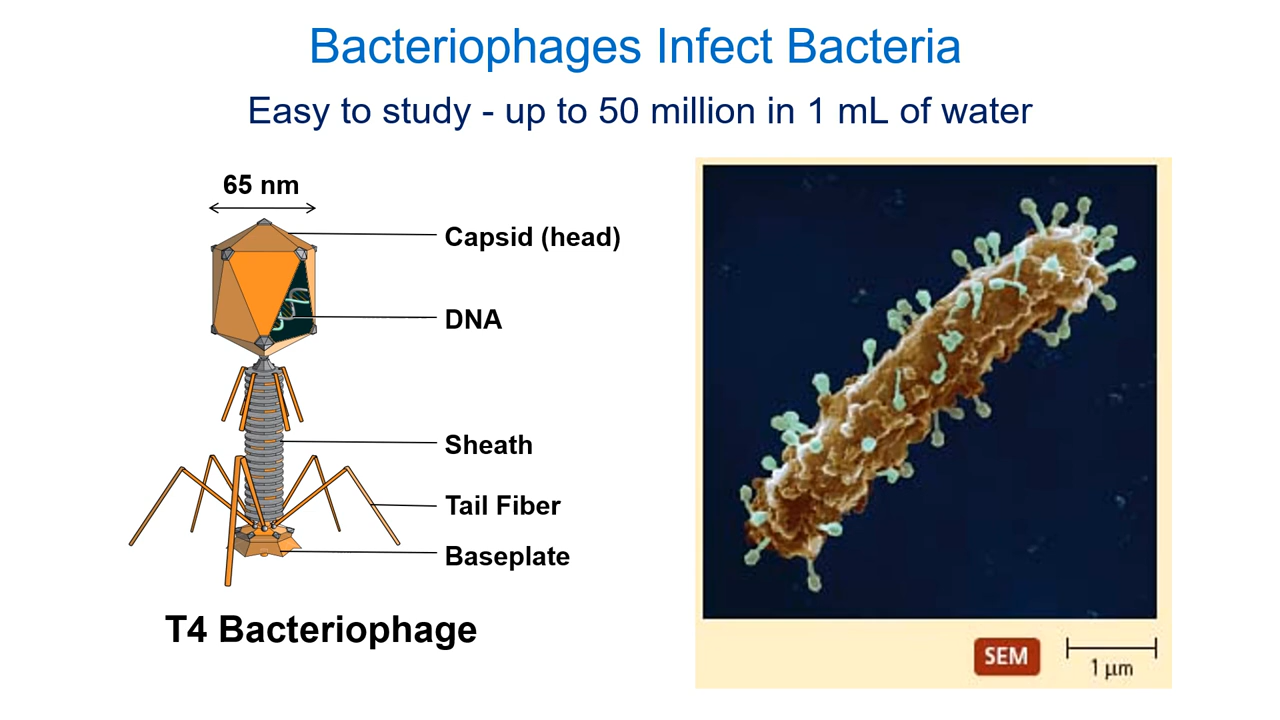 Bacteriophages Infect Bacteria
Easy to study - up to 50 million in 1 mL of water
65 nm
Capsid (head)
DNA
Sheath
Tail Fiber
Baseplate
T4 Bacteriophage
SEM
1 µm